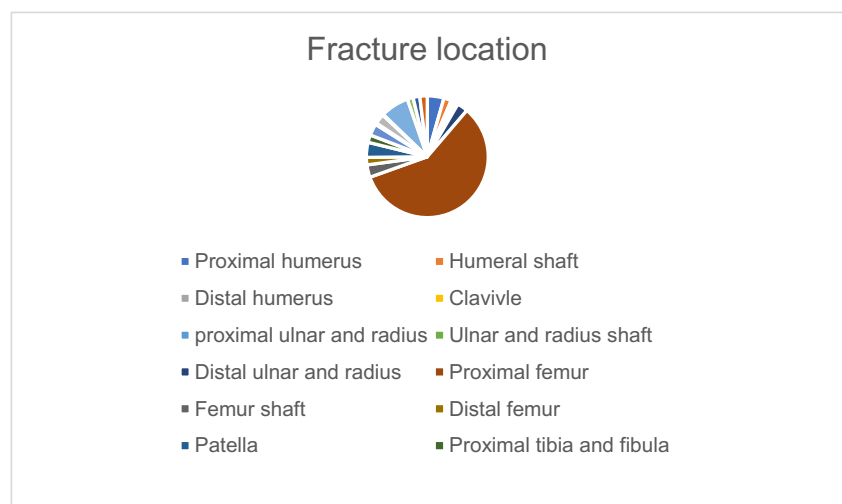 Fracture location
Proximal humerus Humeral shaft
Distal humerus Clavivle
proximal ulnar and radius Ulnar and radius shaft
Distal ulnar and radius Proximal femur
Femur shaft Distal femur
Patella Proximal tibia and fibula